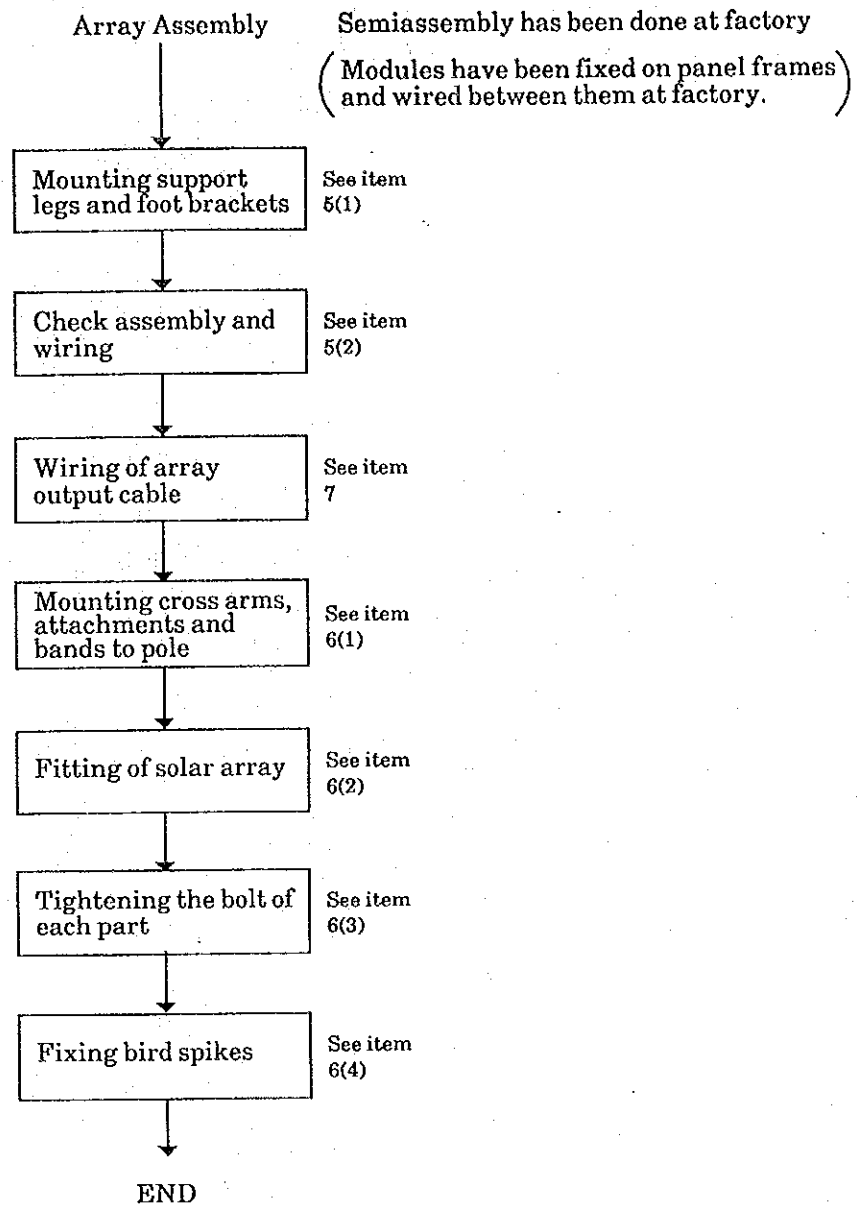 Array Assembly
Semiassembly has been done at factory
(Modules have been fixed on panel frames
and wired between them at factory.)
Mounting support
legs and foot brackets
See item
5(1)
Check assembly and
wiring
See item
5(2)
Wiring of array
output cable
See item
7
Mounting cross arms,
attachments and
bands to pole
See item
6(1)
Fitting of solar array
See item
6(2)
Tightening the bolt of
each part
See item
6(3)
Fixing bird spikes
See item
6(4)
END